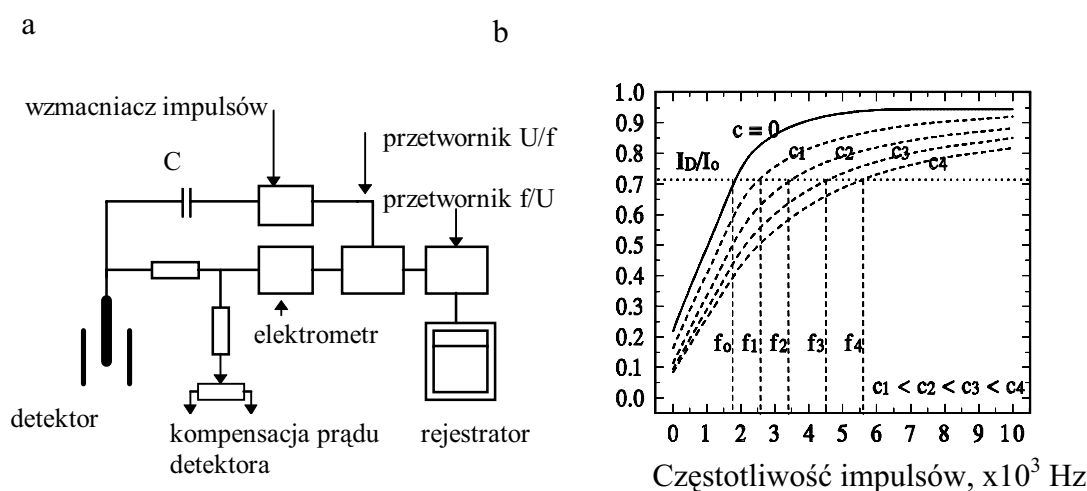 a
b
wzmacniacz impulsów
przetwornik U/f
C
przetwornik f/U
elektrometr
detektor
kompensacja prądu
detektora
rejestrator
1.0
0.9
0.8
0.7
0.6
0.5
0.4
0.3
0.2
0.1
0.0
I_D/I_o
c = 0
c₁
c₂
c₃
c₄
f_o f₁ f₂ f₃ f₄
c₁ < c₂ < c₃ < c₄
0 1 2 3 4 5 6 7 8 9 10
Częstotliwość impulsów, x10³ Hz